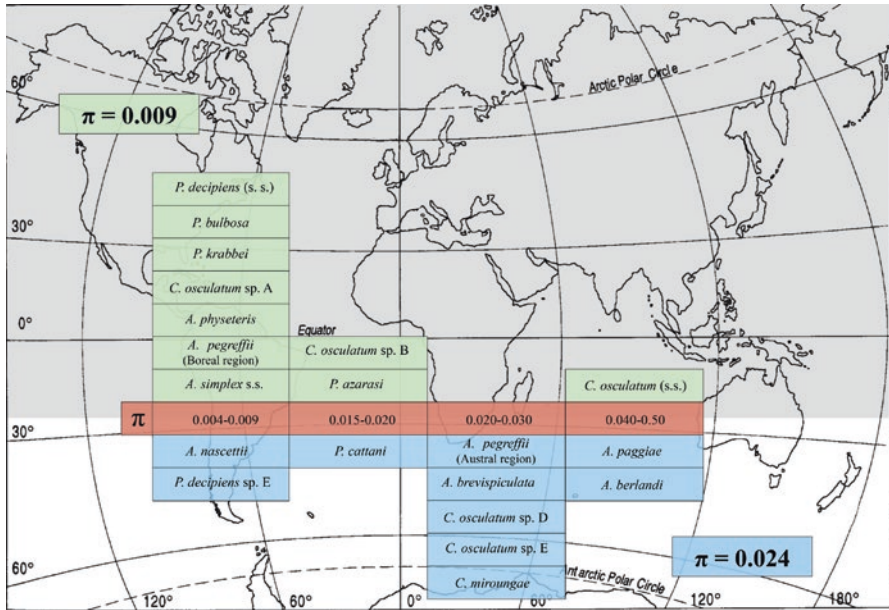 60°
Arctic Polar Circle
π = 0.009
P. decipiens (s. s.)
P. bulbosa
30°
P. krabbei
C. osculatum sp. A
A. physeteris
0°
Equator
A. pegreffii
(Boreal region)
C. osculatum sp. B
A. simplex s.s.
P. azarasi
C. osculatum (s.s.)
π
0.004-0.009
0.015-0.020
0.020-0.030
0.040-0.50
30°
A. nascettii
P. cattani
A. pegreffii
(Austral region)
A. paggiae
P. decipiens sp. E
A. brevispiculata
A. berlandi
C. osculatum sp. D
C. osculatum sp. E
π = 0.024
60°
C, miroungae
Antarctic Polar Circle
120°
60°
0°
60°
120°
180°